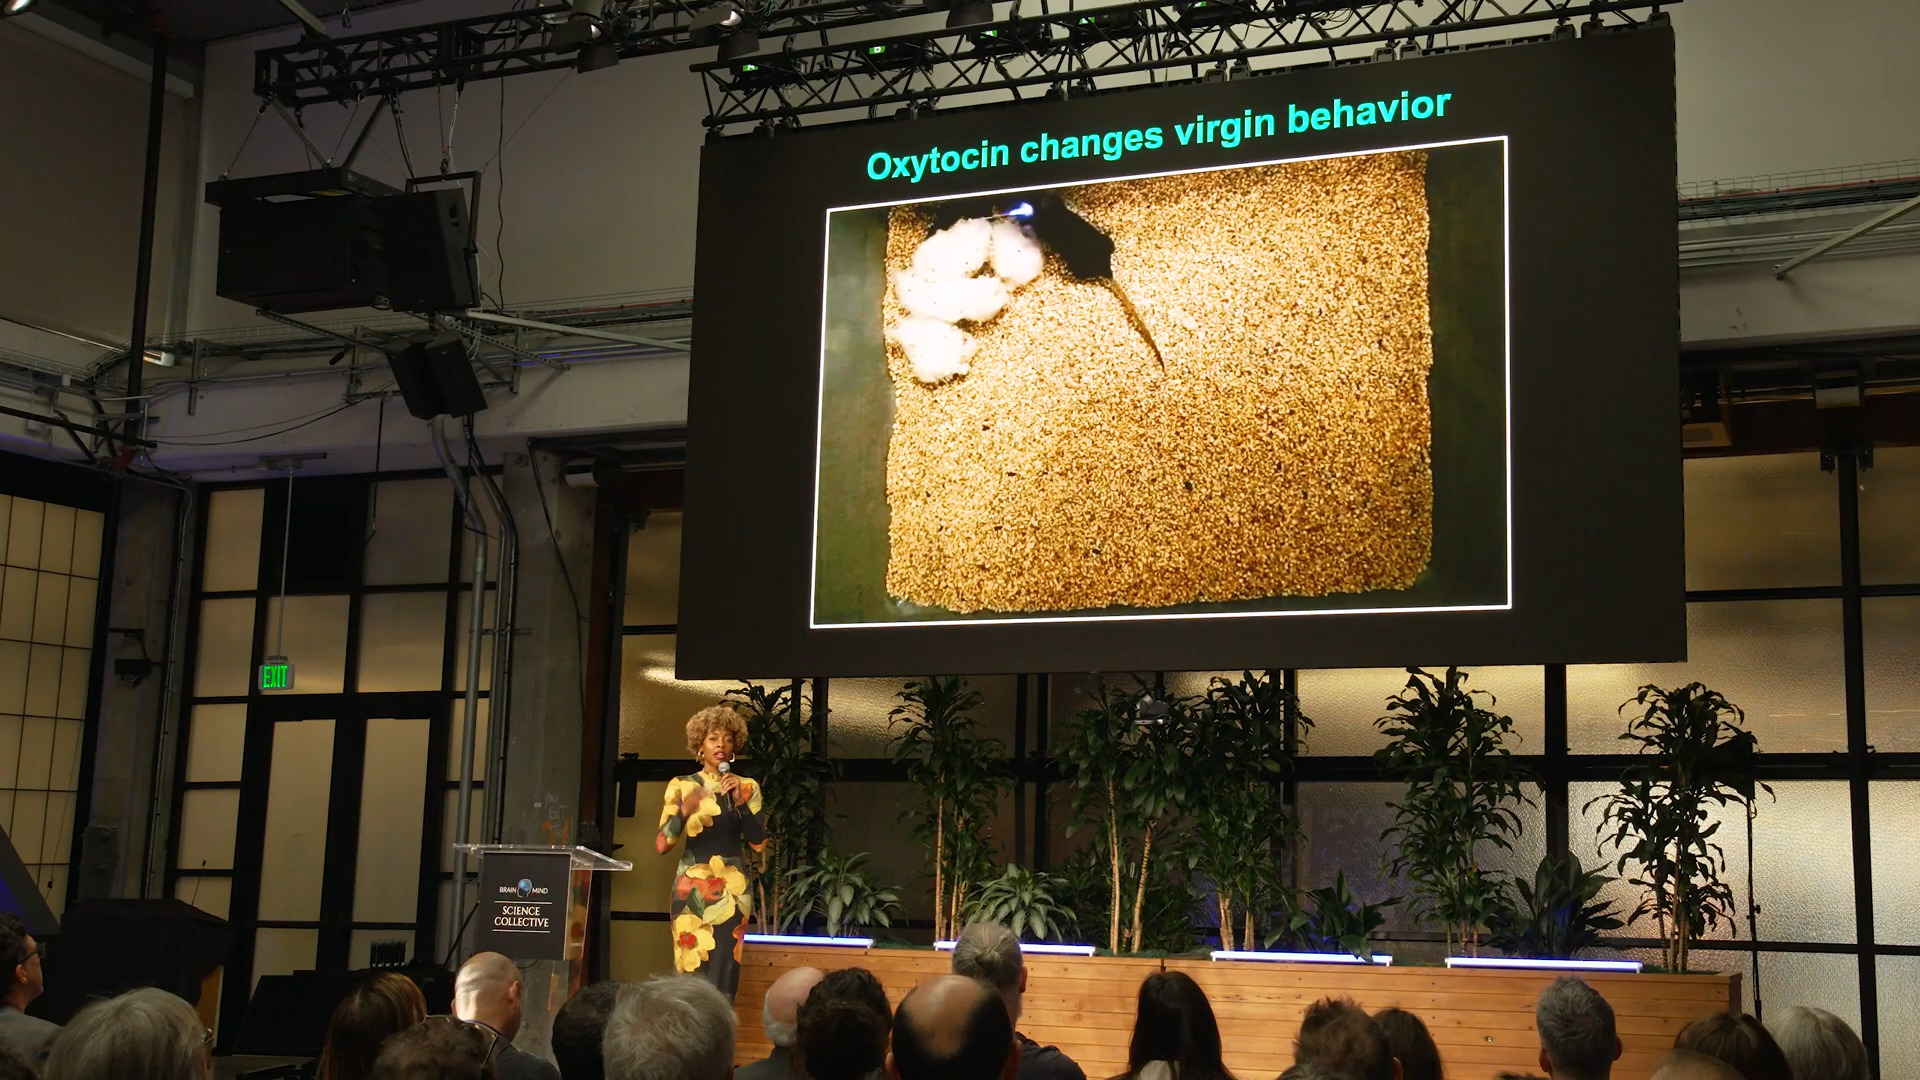 Oxytocin changes virgin behavior
EXIT
BRAIN MIND
SCIENCE
COLLECTIVE